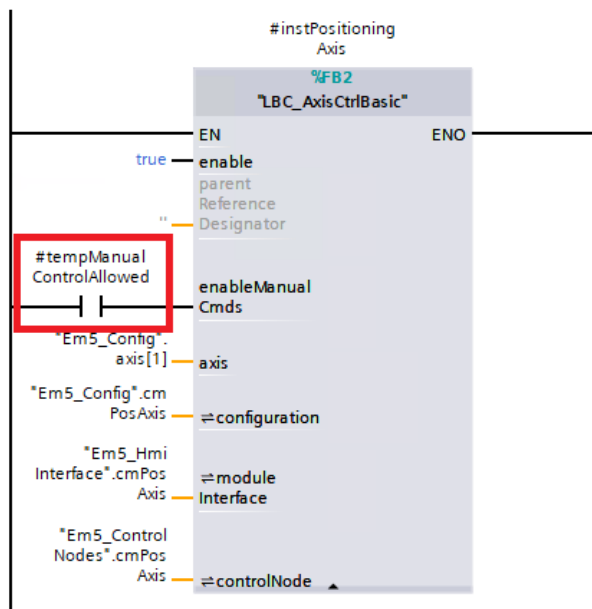 #instPositioning
Axis
%FB2
"LBC_AxisCtrlBasic"
EN
ENO
true
enable
parent
Reference
Designator
''
#tempManual
ControlAllowed
enableManual
Cmds
"Em5_Config".
axis[1]
axis
"Em5_Config".cm
PosAxis
⇌configuration
"Em5_Hmi
Interface".cmPos
Axis
⇌module
Interface
"Em5_Control
Nodes".cmPos
Axis
⇌controlNode